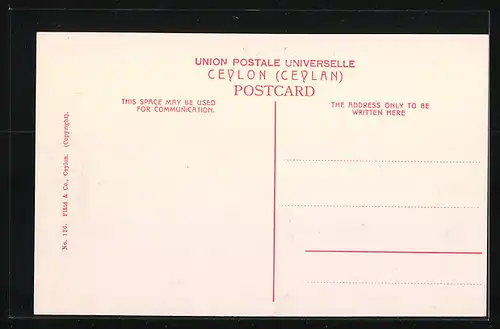 UNION POSTALE UNIVERSELLE
CEYLON (CEYLAN)
POSTCARD
THIS SPACE MAY BE USED
FOR COMMUNICATION.
THE ADDRESS ONLY TO BE
WRITTEN HERE
No. 120. Plâté & Co., Ceylon. (Copyright).